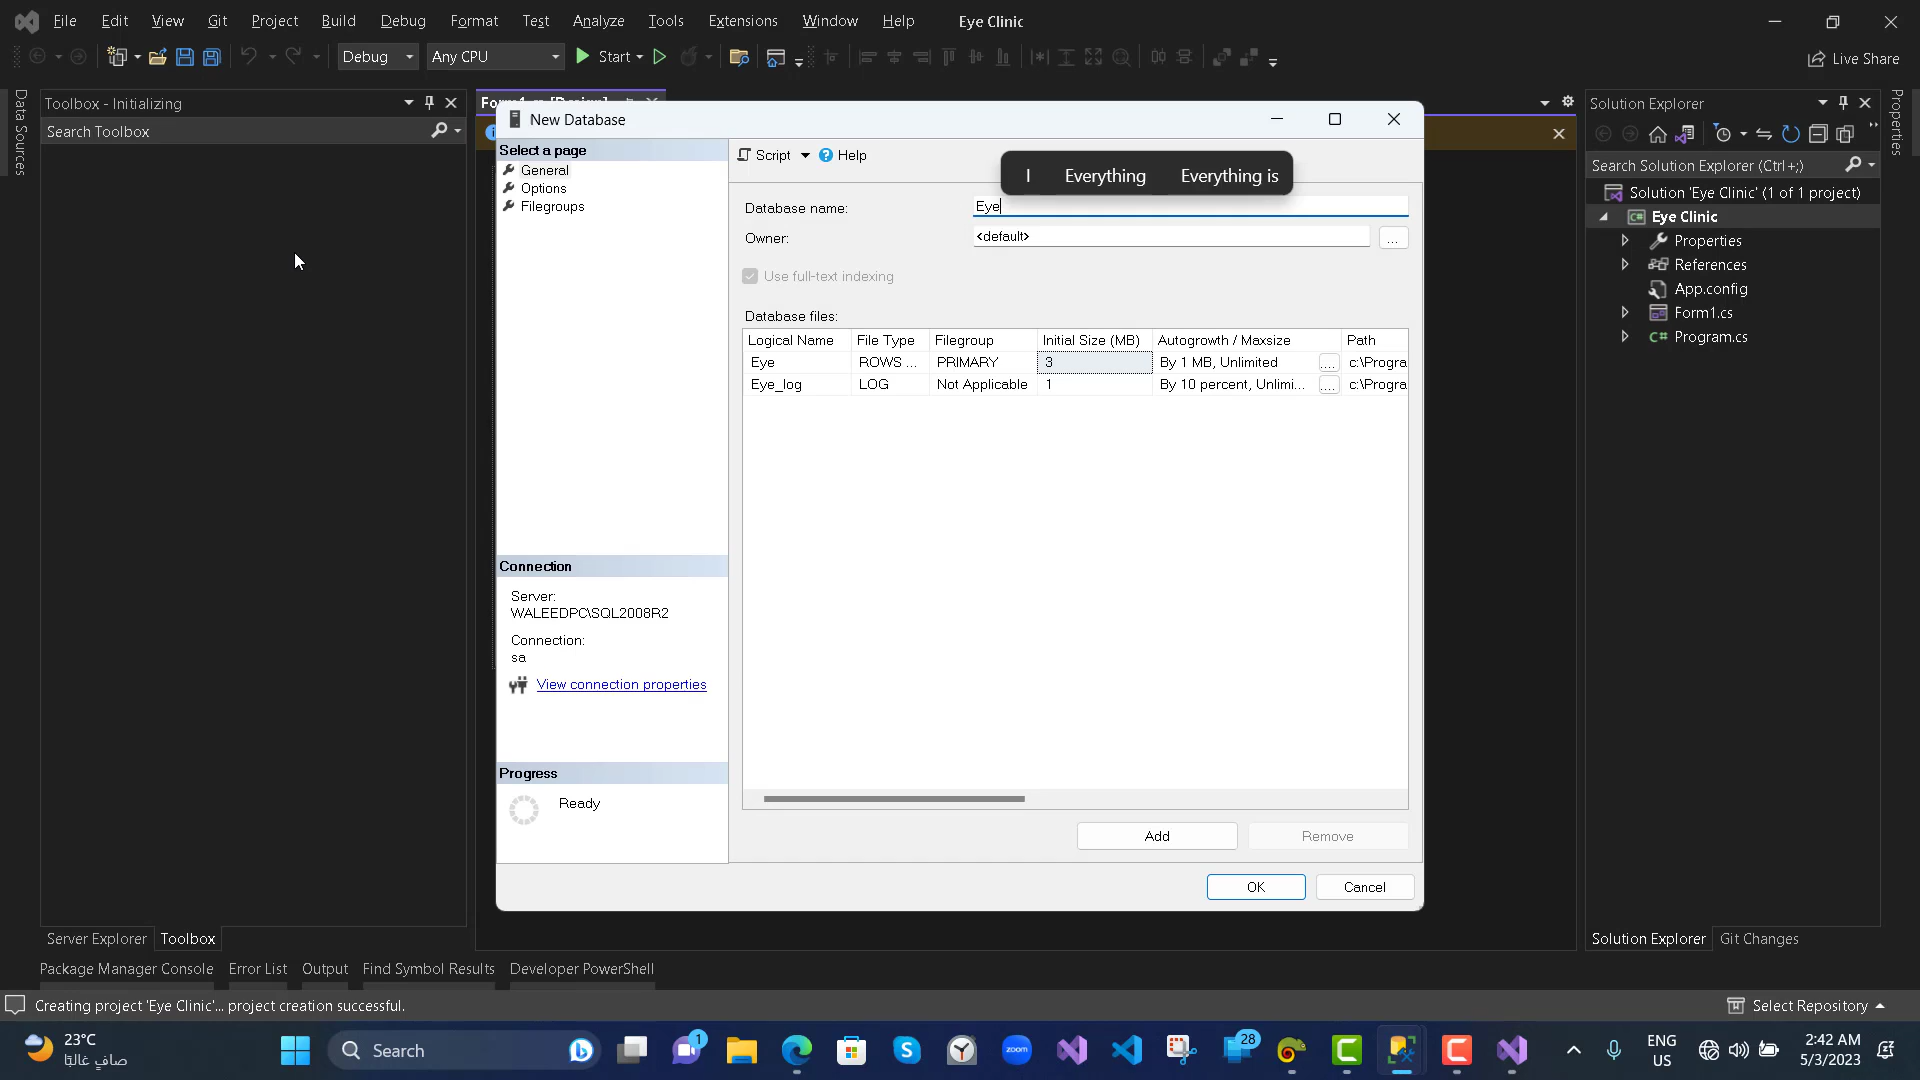 File Edit View Git Project Build Debug Format Test Analyze Tools Extensions Window Help Eye Clinic
Debug Any CPU Start Live Share
Data Sources
Toolbox - Initializing
Search Toolbox
Server Explorer Toolbox
New Database
Select a page
General
Options
Filegroups
Connection
Server:
WALEEDPC\SQL2008R2
Connection:
sa
View connection properties
Progress
Ready
Script Help
I Everything Everything is
Database name: Eye
Owner: <default> ...
Use full-text indexing
Database files:
Logical Name File Type Filegroup Initial Size (MB) Autogrowth / Maxsize Path
Eye ROWS ... PRIMARY 3 By 1 MB, Unlimited ... c:\Progra
Eye_log LOG Not Applicable 1 By 10 percent, Unlimi... ... c:\Progra
Add Remove
OK Cancel
Solution Explorer
Search Solution Explorer (Ctrl+;)
Solution 'Eye Clinic' (1 of 1 project)
Eye Clinic
Properties
References
App.config
Form1.cs
Program.cs
Solution Explorer Git Changes
Properties
Package Manager Console Error List Output Find Symbol Results Developer PowerShell
Creating project 'Eye Clinic'... project creation successful. Select Repository
23°C
صافٍ غالبًا
Search
1
zoom
28
ENG
US
2:42 AM
5/3/2023